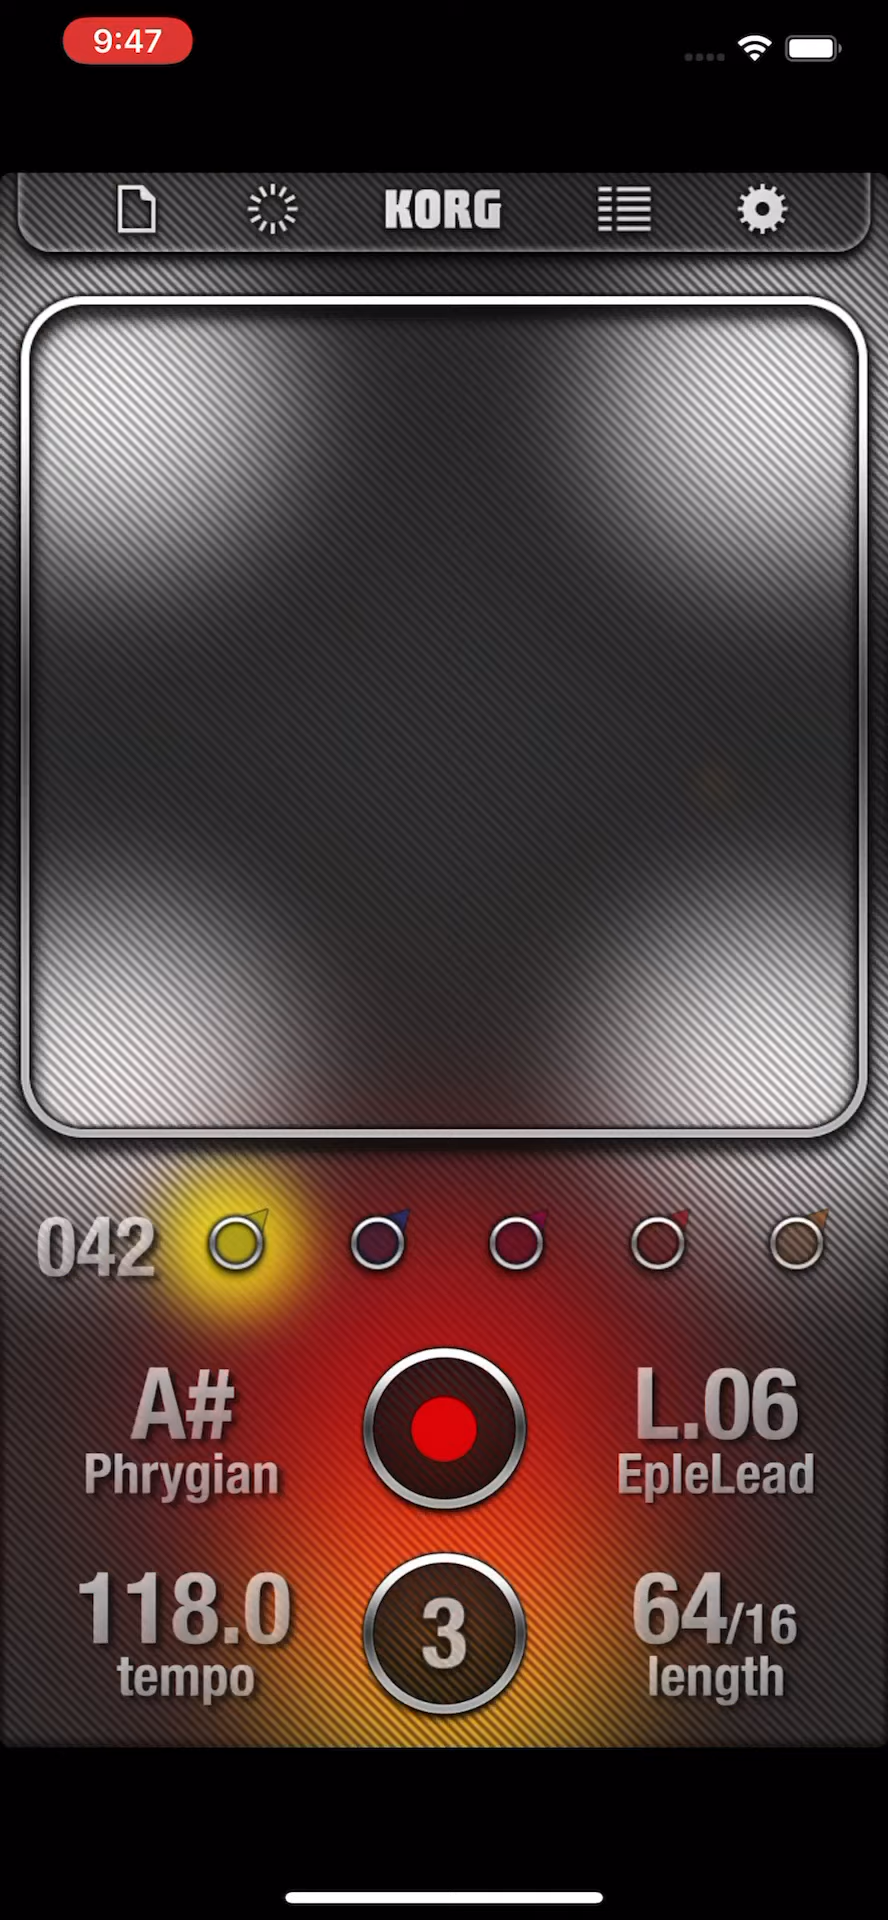 9:47
KORG
042
A#
Phrygian
L.06
EpleLead
118.0
tempo
3
64/16
length